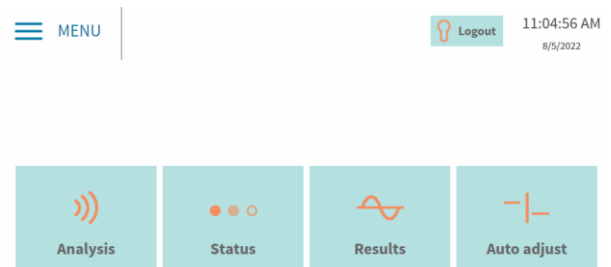 MENU
Logout
11:04:56 AM
8/5/2022
Analysis
Status
Results
Auto adjust